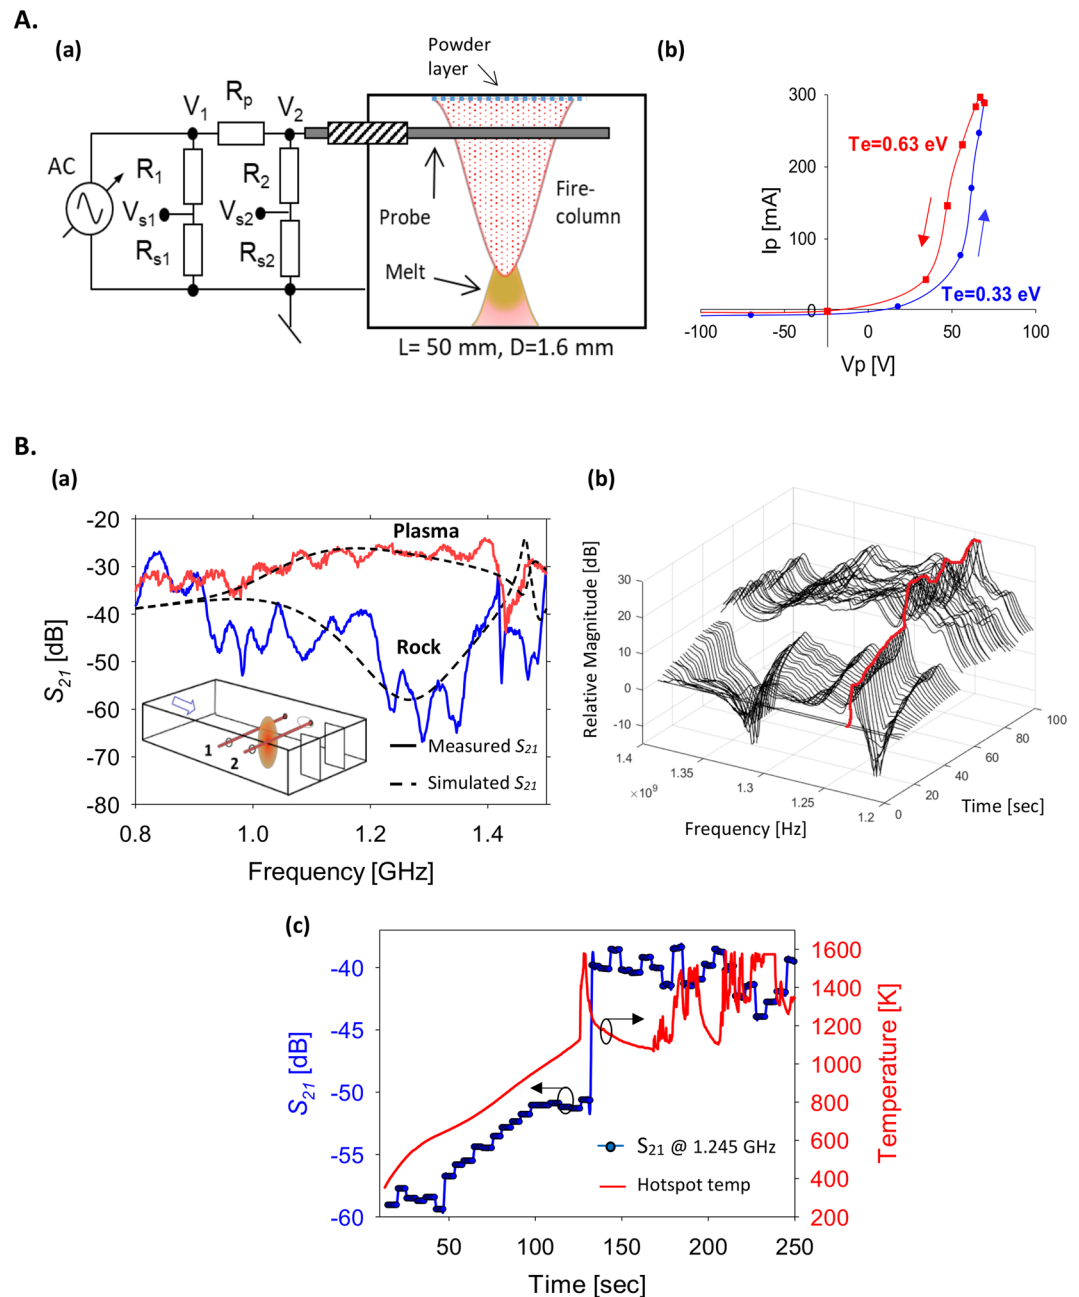 A.
(a)
Powder
layer
V1
Rp
V2
AC
R1
R2
Vs1
Vs2
Rs1
Rs2
Probe
Fire-
column
Melt
L= 50 mm, D=1.6 mm
(b)
Ip [mA]
300
200
100
0
Te=0.63 eV
Te=0.33 eV
-100
-50
0
50
100
Vp [V]
B.
(a)
S21 [dB]
-20
-30
-40
-50
-60
-70
-80
Plasma
Rock
1
2
Measured S21
Simulated S21
0.8
1.0
1.2
1.4
Frequency [GHz]
(b)
Relative Magnitude [dB]
30
20
10
0
-10
1.4
1.35
1.3
1.25
1.2
×10⁹
Frequency [Hz]
0
20
40
60
80
100
Time [sec]
(c)
S21 [dB]
-40
-45
-50
-55
-60
1600
1400
1200
1000
800
600
400
200
Temperature [K]
S21 @ 1.245 GHz
Hotspot temp
50
100
150
200
250
Time [sec]